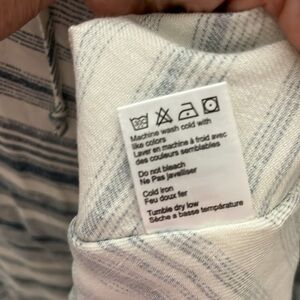 Machine wash cold with
like colors
Laver en machine à froid avec
des couleurs semblables
Do not bleach
Ne Pas javelliser
Cold Iron
Feu doux fer
Tumble dry low
Sèche a basse température